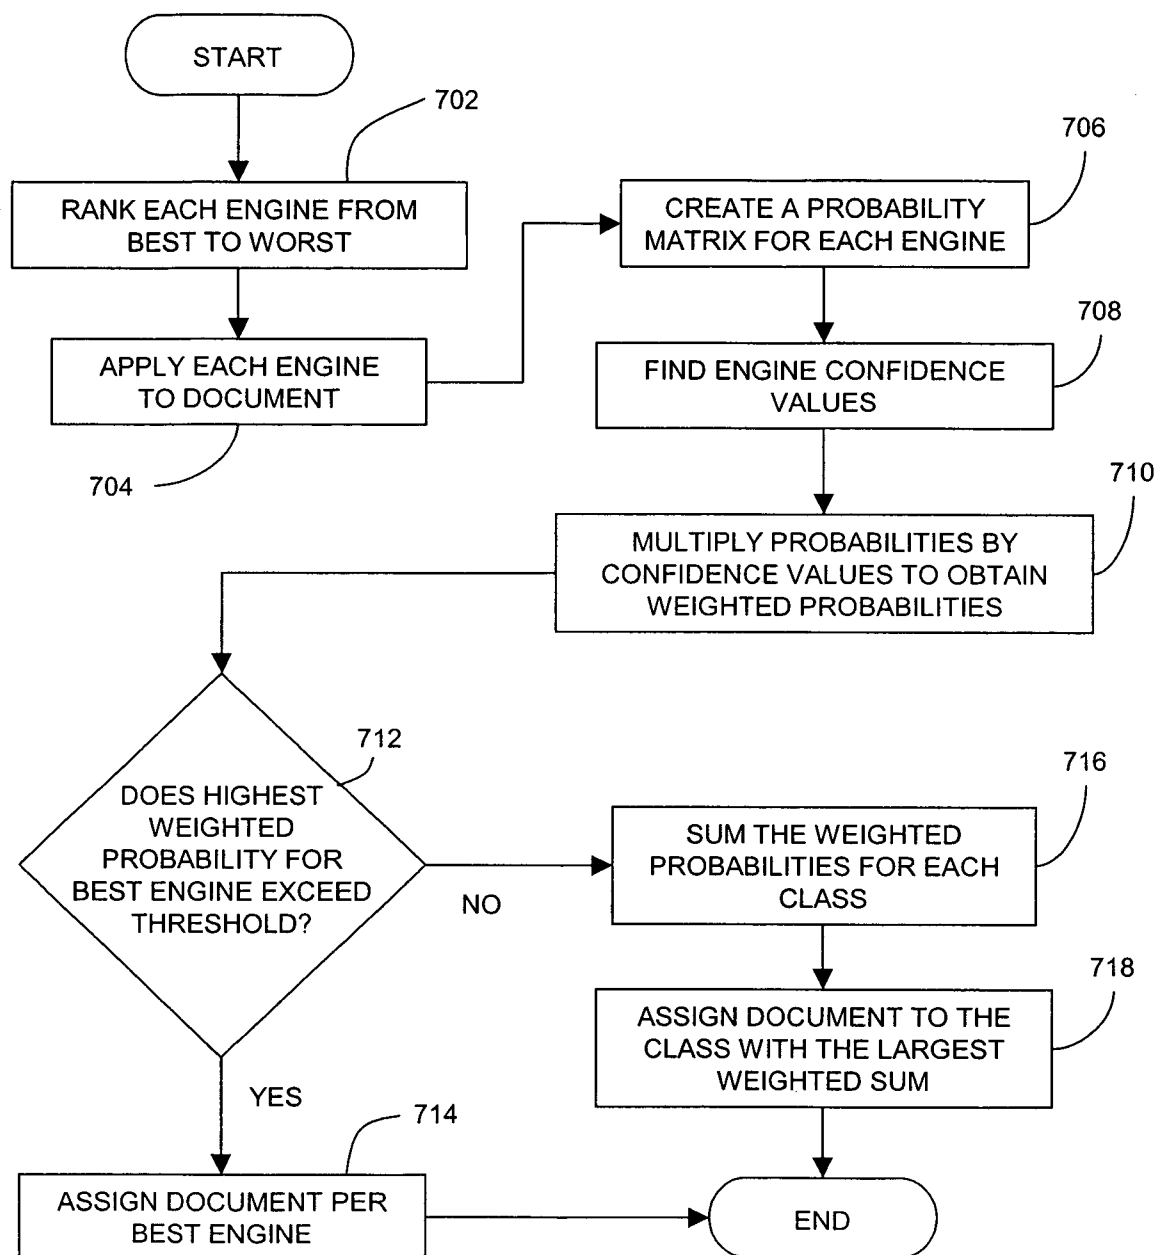 START
702
RANK EACH ENGINE FROM
BEST TO WORST
APPLY EACH ENGINE
TO DOCUMENT
704
706
CREATE A PROBABILITY
MATRIX FOR EACH ENGINE
708
FIND ENGINE CONFIDENCE
VALUES
710
MULTIPLY PROBABILITIES BY
CONFIDENCE VALUES TO OBTAIN
WEIGHTED PROBABILITIES
712
DOES HIGHEST
WEIGHTED
PROBABILITY FOR
BEST ENGINE EXCEED
THRESHOLD?
NO
YES
714
ASSIGN DOCUMENT PER
BEST ENGINE
716
SUM THE WEIGHTED
PROBABILITIES FOR EACH
CLASS
718
ASSIGN DOCUMENT TO THE
CLASS WITH THE LARGEST
WEIGHTED SUM
END